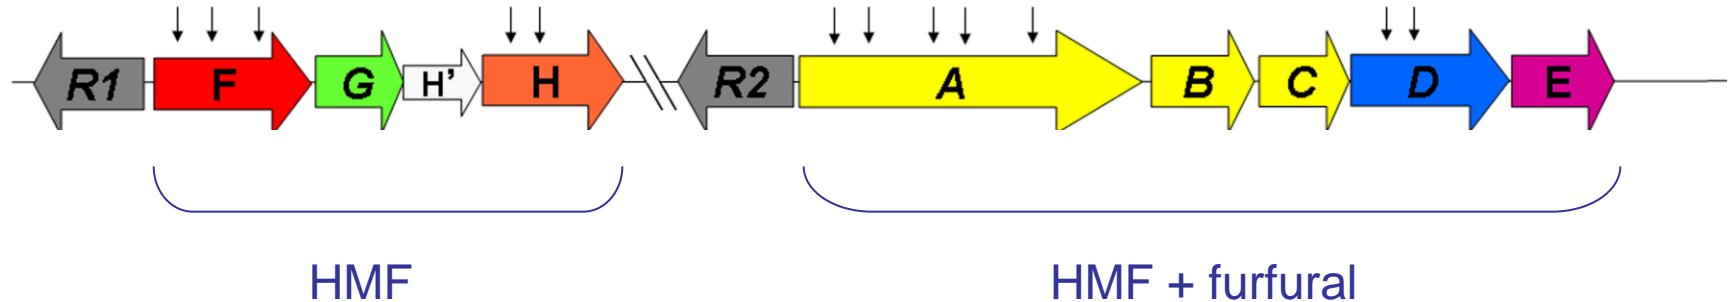 R1 F G H’ H R2 A B C D E
HMF HMF + furfural